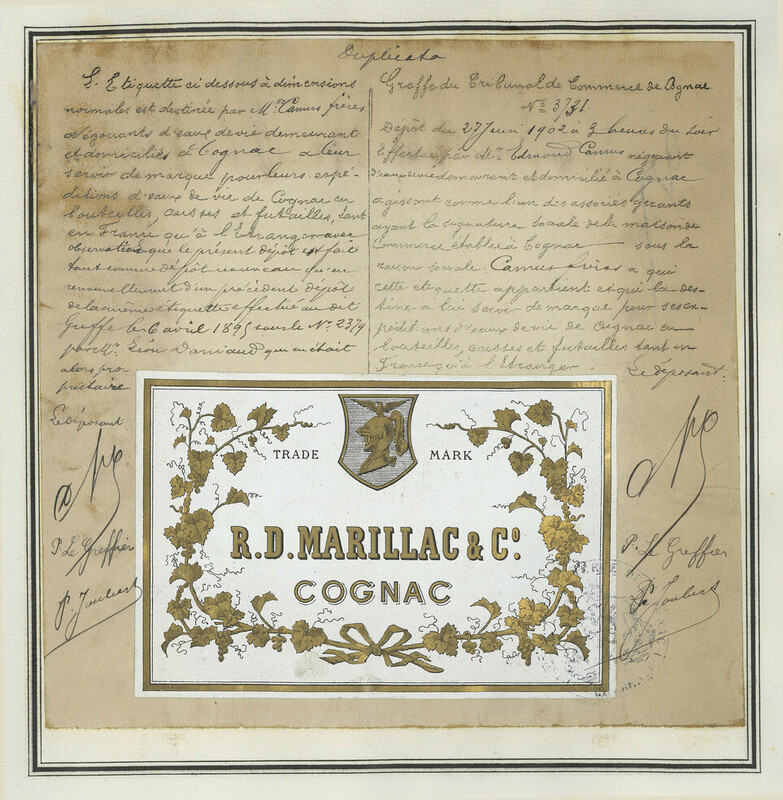 Duplicata
L'Etiquette ci dessous à dimensions
normales est destinée par Mrs Camus frères
négociants d'eaux de vie demeurant
et domiciliés à Cognac à leur
servir de marque pour leurs expé-
ditions d'eaux de vie de Cognac en
bouteilles, caisses et futailles, tant
en France qu'à l'Etranger avec
observation que le présent dépôt est fait
tant comme dépôt nouveau qu'en
renouvellement d'un précédent dépôt
de la même étiquette effectué au dit
Greffe le 6 avril 1895 sous le No 2379
par Mr. Léon Daniaud qui en était
alors pro
priétaire
Le déposant
P. Le Greffier
P. Joubert
Greffe du Tribunal de Commerce de Cognac
No 3731.
Dépôt du 27 Juin 1902 à 3 heures du soir
Effectué par Mr. Edmond Camus négociant
d'eaux de vie demeurant et domicilié à Cognac
agissant comme l'un des associés gérants
ayant la signature sociale de la maison de
Commerce établie à Cognac sous la
raison sociale. Camus frères à qui
cette étiquette appartient et qui la des-
tine à lui servir de marque pour ses ex-
péditions d'eaux de vie de Cognac en
bouteilles, caisses et futailles tant en
France qu'à l'Etranger.
Le déposant.
P. Le Greffier
P. Joubert
TRADE MARK
R.D. MARILLAC & Co.
COGNAC